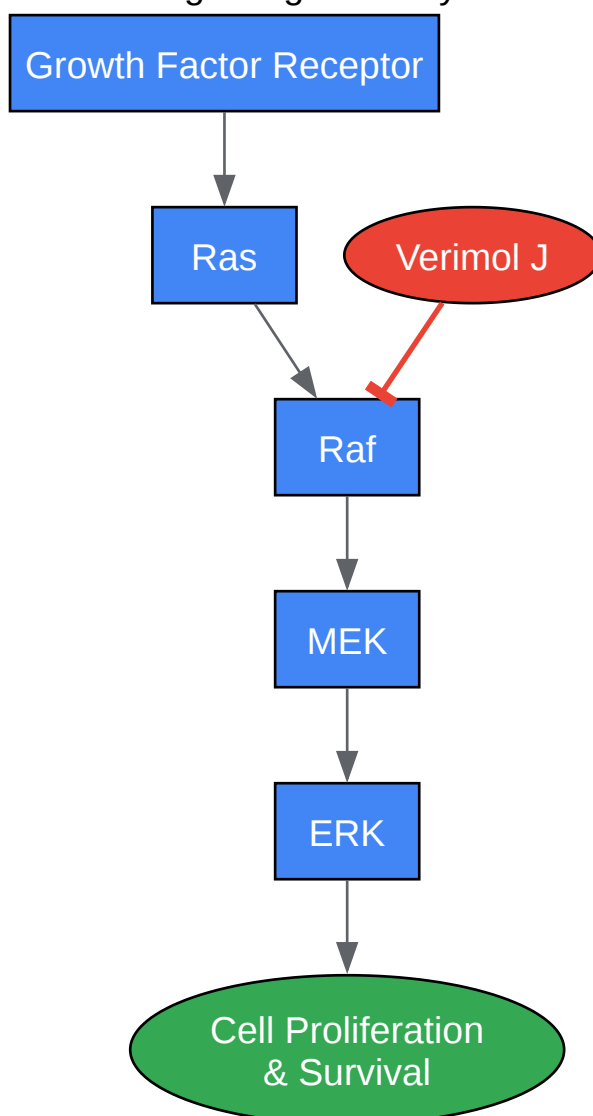 Growth Factor Receptor
Ras
Verimol J
Raf
MEK
ERK
Cell Proliferation
& Survival